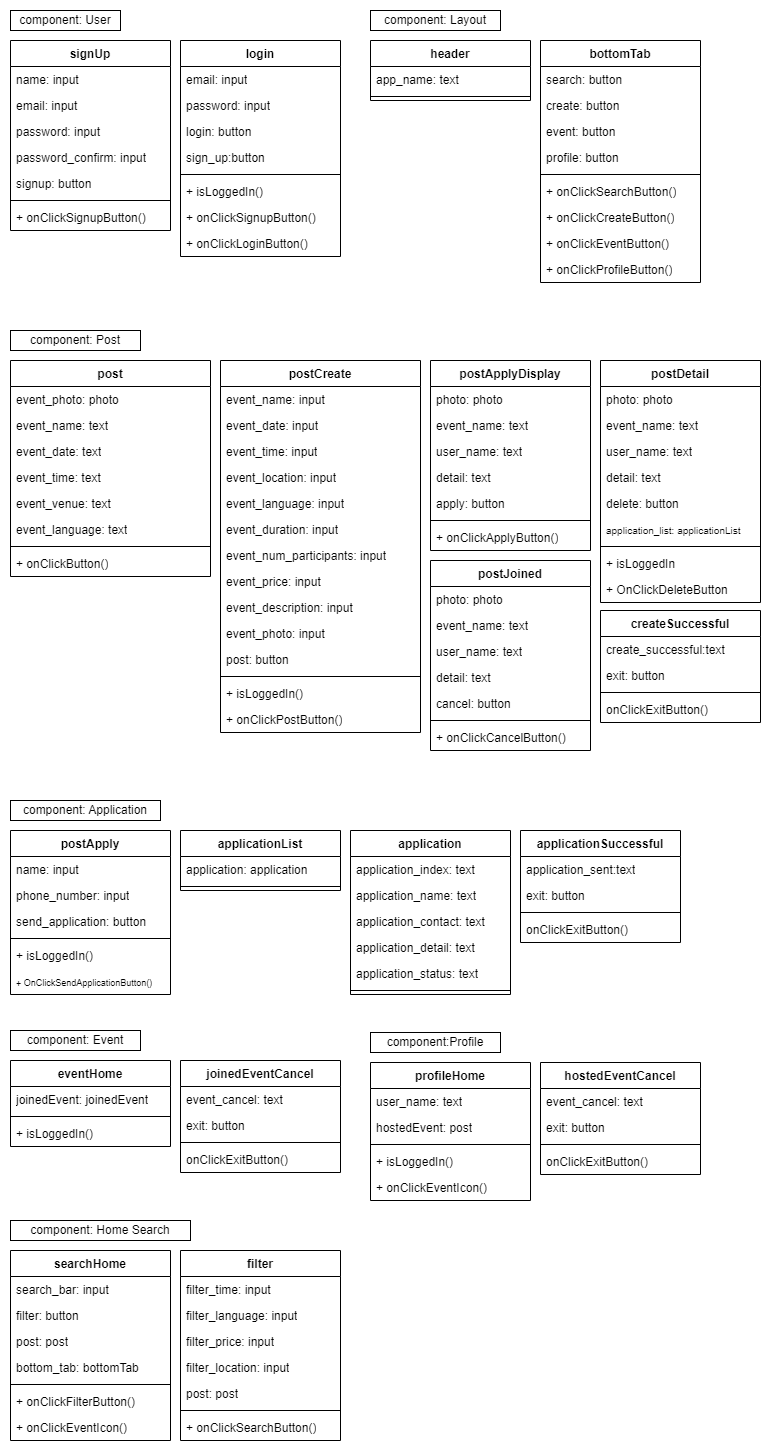 component: User
signUp
name: input
email: input
password: input
password_confirm: input
signup: button
+ onClickSignupButton()
login
email: input
password: input
login: button
sign_up:button
+ isLoggedIn()
+ onClickSignupButton()
+ onClickLoginButton()
component: Layout
header
app_name: text
bottomTab
search: button
create: button
event: button
profile: button
+ onClickSearchButton()
+ onClickCreateButton()
+ onClickEventButton()
+ onClickProfileButton()
component: Post
post
event_photo: photo
event_name: text
event_date: text
event_time: text
event_venue: text
event_language: text
+ onClickButton()
postCreate
event_name: input
event_date: input
event_time: input
event_location: input
event_language: input
event_duration: input
event_num_participants: input
event_price: input
event_description: input
event_photo: input
post: button
+ isLoggedIn()
+ onClickPostButton()
postApplyDisplay
photo: photo
event_name: text
user_name: text
detail: text
apply: button
+ onClickApplyButton()
postJoined
photo: photo
event_name: text
user_name: text
detail: text
cancel: button
+ onClickCancelButton()
postDetail
photo: photo
event_name: text
user_name: text
detail: text
delete: button
application_list: applicationList
+ isLoggedIn
+ OnClickDeleteButton
createSuccessful
create_successful:text
exit: button
onClickExitButton()
component: Application
postApply
name: input
phone_number: input
send_application: button
+ isLoggedIn()
+ OnClickSendApplicationButton()
applicationList
application: application
application
application_index: text
application_name: text
application_contact: text
application_detail: text
application_status: text
applicationSuccessful
application_sent:text
exit: button
onClickExitButton()
component: Event
eventHome
joinedEvent: joinedEvent
+ isLoggedIn()
joinedEventCancel
event_cancel: text
exit: button
onClickExitButton()
component:Profile
profileHome
user_name: text
hostedEvent: post
+ isLoggedIn()
+ onClickEventIcon()
hostedEventCancel
event_cancel: text
exit: button
onClickExitButton()
component: Home Search
searchHome
search_bar: input
filter: button
post: post
bottom_tab: bottomTab
+ onClickFilterButton()
+ onClickEventIcon()
filter
filter_time: input
filter_language: input
filter_price: input
filter_location: input
post: post
+ onClickSearchButton()